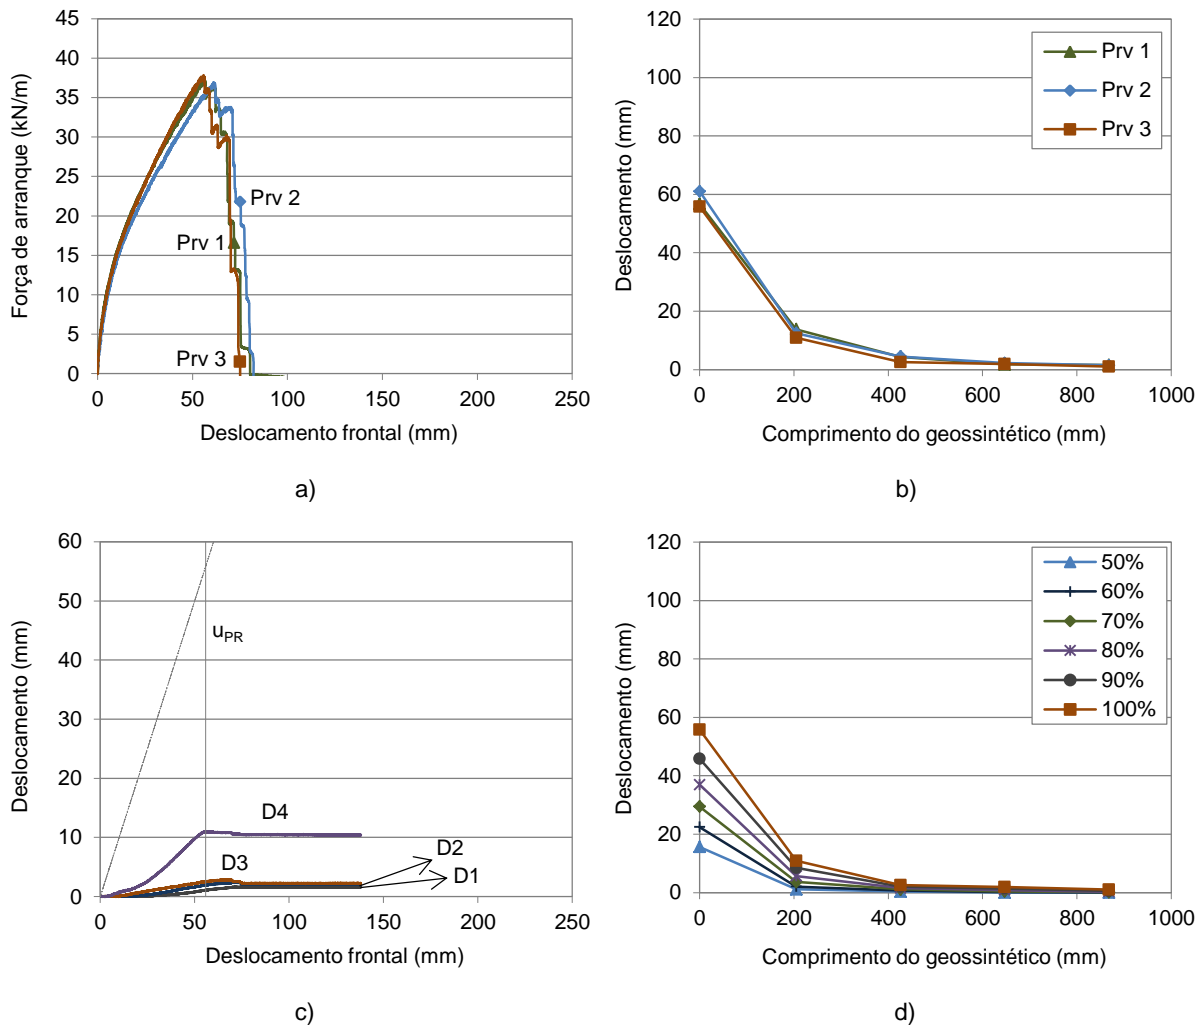 45
40
35
30
25
20
15
10
5
0
Força de arranque (kN/m)
Prv 2
Prv 1
Prv 3
0 50 100 150 200 250
Deslocamento frontal (mm)
a)
120
100
80
60
40
20
0
Deslocamento (mm)
Prv 1
Prv 2
Prv 3
0 200 400 600 800 1000
Comprimento do geossintético (mm)
b)
60
50
40
30
20
10
0
Deslocamento (mm)
uPR
D4
D3
D2
D1
0 50 100 150 200 250
Deslocamento frontal (mm)
c)
120
100
80
60
40
20
0
Deslocamento (mm)
50%
60%
70%
80%
90%
100%
0 200 400 600 800 1000
Comprimento do geossintético (mm)
d)